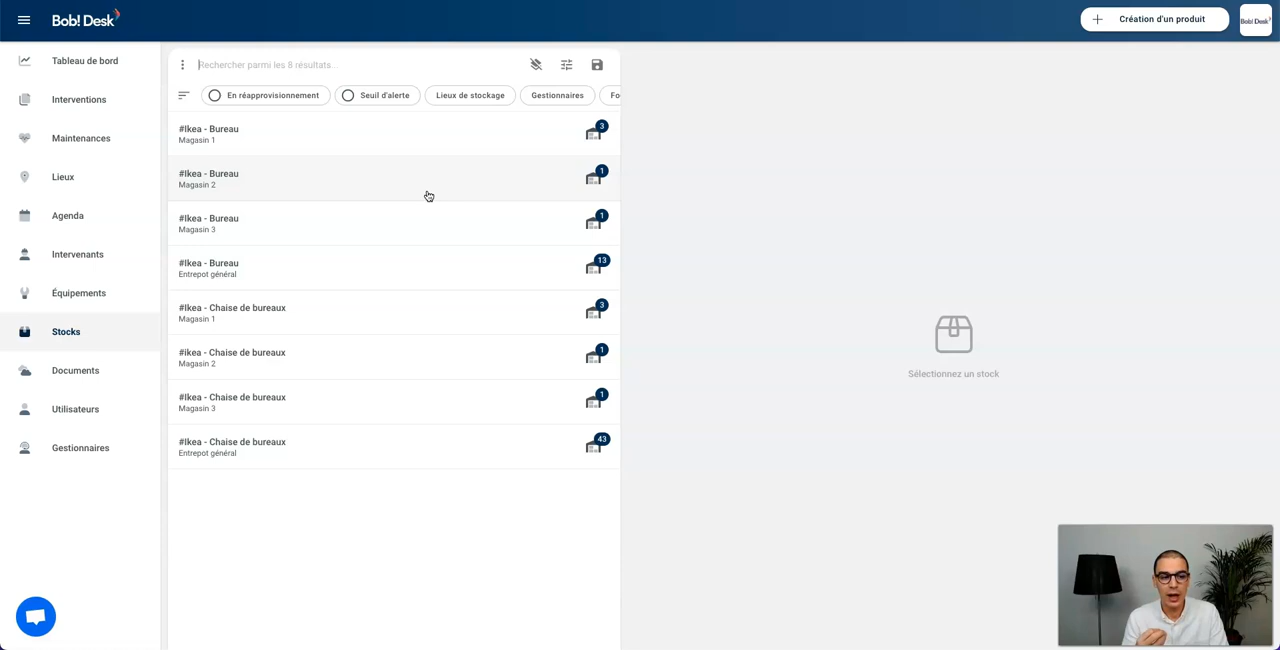 Bob! Desk
Création d'un produit
Bob! Desk
Tableau de bord
Interventions
Maintenances
Lieux
Agenda
Intervenants
Équipements
Stocks
Documents
Utilisateurs
Gestionnaires
Rechercher parmi les 8 résultats...
En réapprovisionnement
Seuil d'alerte
Lieux de stockage
Gestionnaires
Fo
#Ikea - Bureau
Magasin 1
3
#Ikea - Bureau
Magasin 2
1
#Ikea - Bureau
Magasin 3
1
#Ikea - Bureau
Entrepot général
13
#Ikea - Chaise de bureaux
Magasin 1
3
#ikea - Chaise de bureaux
Magasin 2
1
#Ikea - Chaise de bureaux
Magasin 3
1
#Ikea - Chaise de bureaux
Entrepot général
43
Sélectionnez un stock